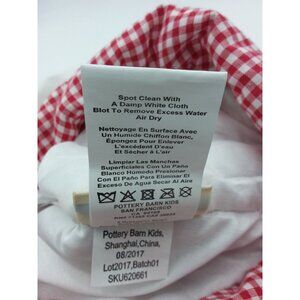 Spot Clean With
A Damp White Cloth
Blot To Remove Excess Water
Air Dry
Nettoyage En Surface Avec
Un Humide Chiffon Blanc,
Épongez Pour Enlever
L'excédent D'eau
Et Sécher à L'air
Limpiar Las Manchas
Superficiales Con Un Paño
Blanco Húmedo Presionar
Con El Paño Para Eliminar El
Exceso De Agua Secar Al Aire
POTTERY BARN KIDS
SAN FRANCISCO
Pottery Barn Kids,
Shanghai,China,
08/2017
Lot2017,Batch01
SKU620661